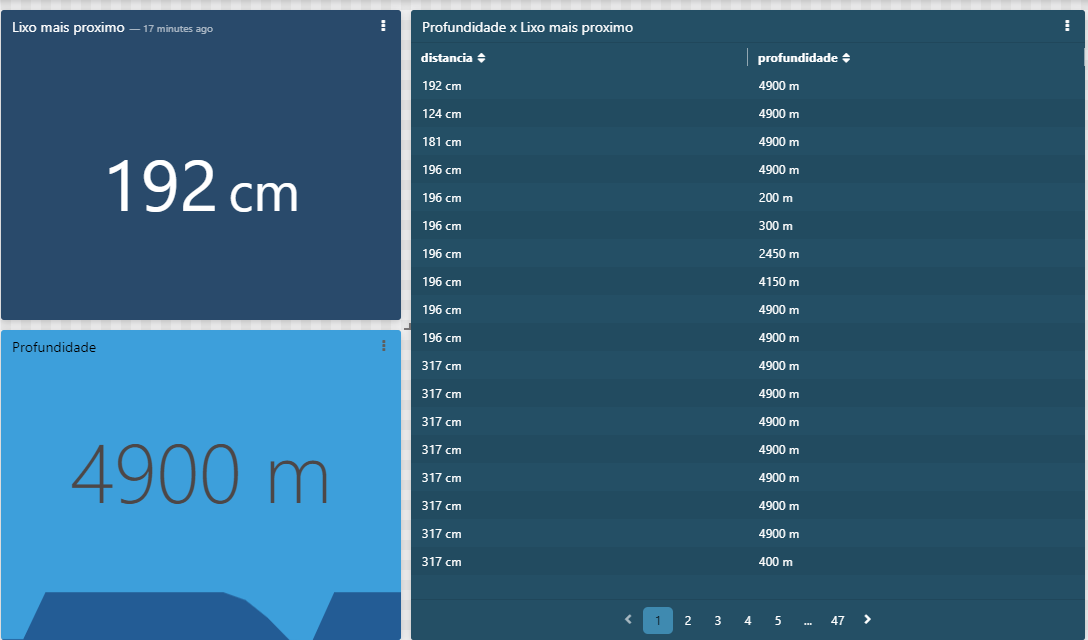 Lixo mais proximo — 17 minutes ago
192 cm
Profundidade
4900 m
Profundidade x Lixo mais proximo
distancia profundidade
192 cm 4900 m
124 cm 4900 m
181 cm 4900 m
196 cm 4900 m
196 cm 200 m
196 cm 300 m
196 cm 2450 m
196 cm 4150 m
196 cm 4900 m
196 cm 4900 m
317 cm 4900 m
317 cm 4900 m
317 cm 4900 m
317 cm 4900 m
317 cm 4900 m
317 cm 4900 m
317 cm 4900 m
317 cm 400 m
1 2 3 4 5 ... 47